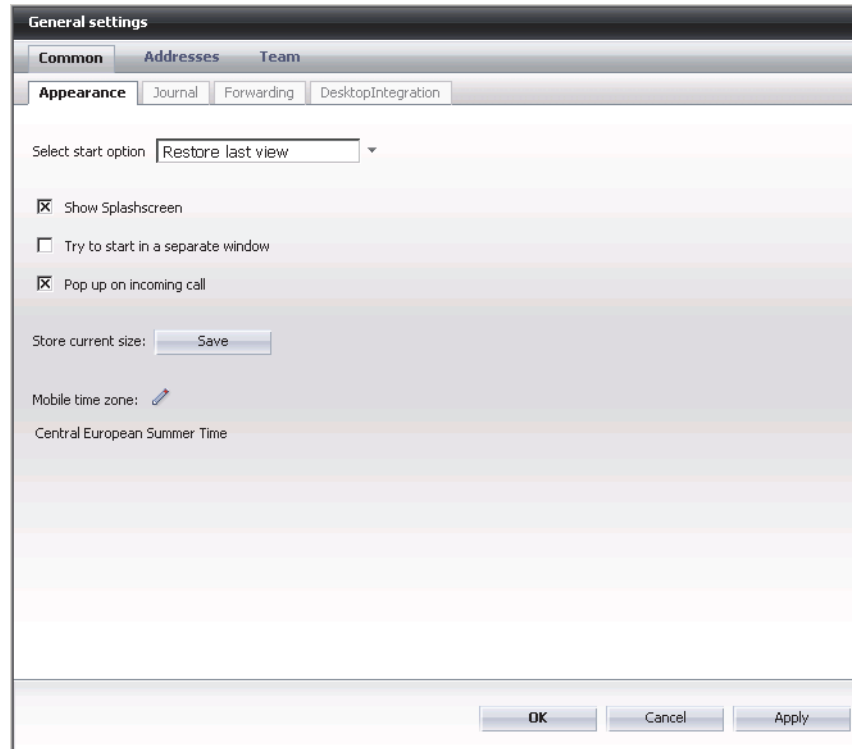 General settings
Common Addresses Team
Appearance Journal Forwarding DesktopIntegration
Select start option Restore last view
Show Splashscreen
Try to start in a separate window
Pop up on incoming call
Store current size: Save
Mobile time zone:
Central European Summer Time
OK Cancel Apply